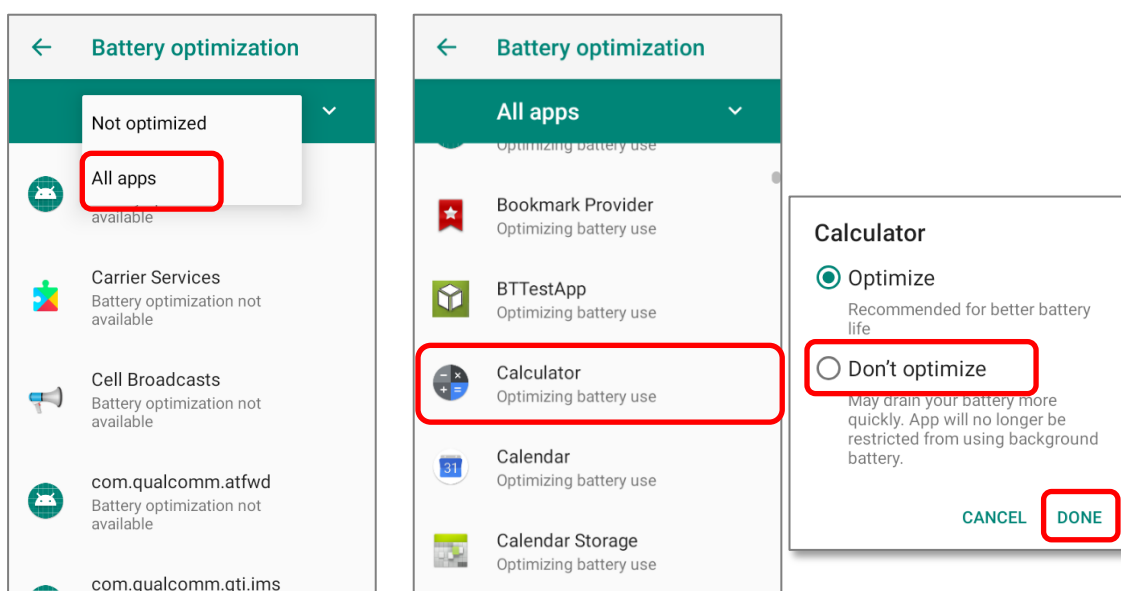 Battery optimization
Not optimized
All apps
available
Carrier Services
Battery optimization not
available
Cell Broadcasts
Battery optimization not
available
com.qualcomm.atfwd
Battery optimization not
available
com.qualcomm.qti.ims
Battery optimization
All apps
Optimizing battery use
Bookmark Provider
Optimizing battery use
BTTestApp
Optimizing battery use
Calculator
Optimizing battery use
Calendar
31
Optimizing battery use
Calendar Storage
Optimizing battery use
Calculator
Optimize
Recommended for better battery
life
Don't optimize
May drain your battery more
quickly. App will no longer be
restricted from using background
battery.
CANCEL DONE